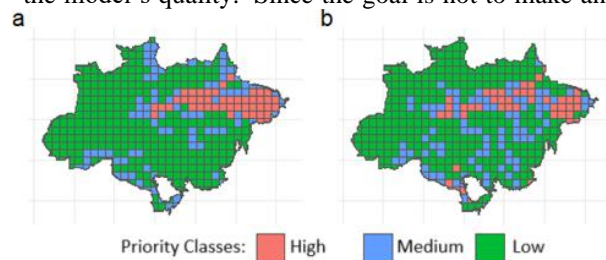 the model's quality. Since the goal is not to make an
a b
Priority Classes: High Medium Low